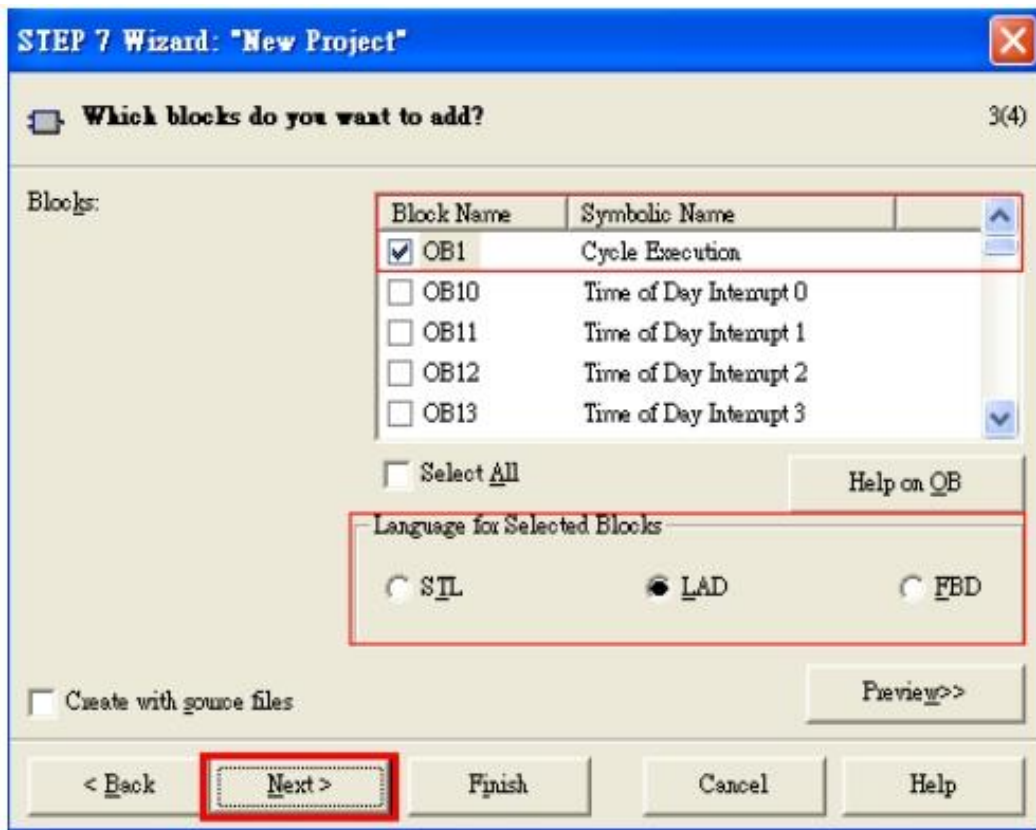 STEP 7 Wizard: "New Project"
Which blocks do you want to add? 3(4)
Blocks:
Block Name Symbolic Name
OB1 Cycle Execution
OB10 Time of Day Interrupt 0
OB11 Time of Day Interrupt 1
OB12 Time of Day Interrupt 2
OB13 Time of Day Interrupt 3
Select All
Help on OB
Language for Selected Blocks
STL LAD FBD
Create with source files
Preview>>
< Back Next > Finish Cancel Help